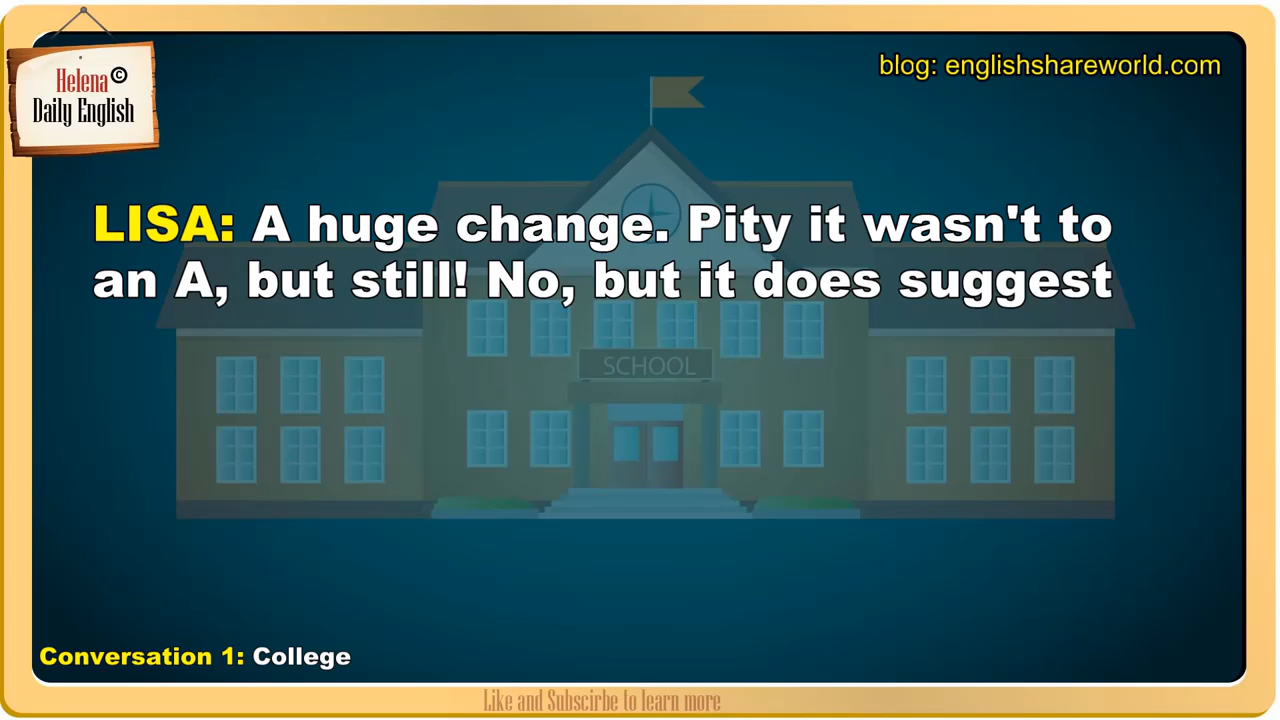 Helena ©
Daily English
blog: englishshareworld.com
LISA: A huge change. Pity it wasn't to
an A, but still! No, but it does suggest
SCHOOL
Conversation 1: College
Like and Subscirbe to learn more